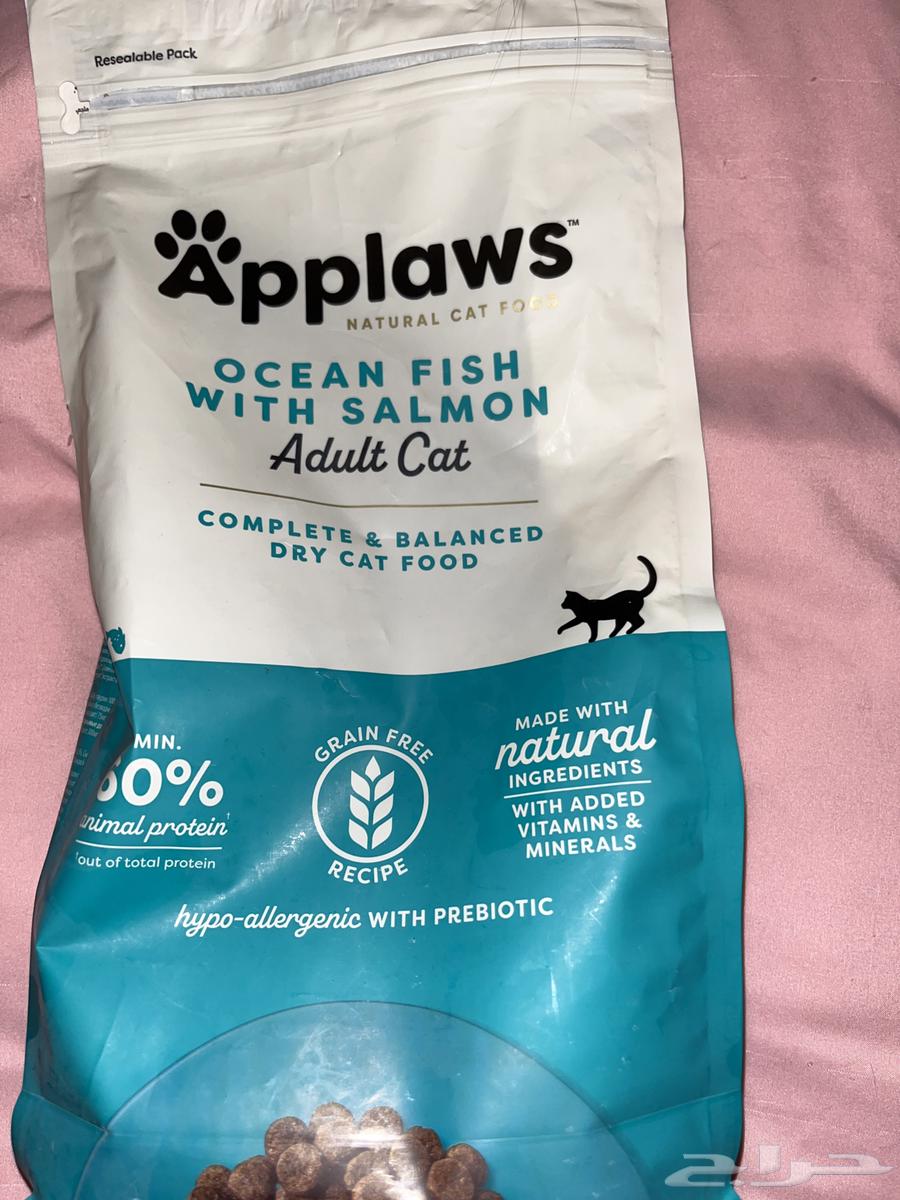 Resealable Pack
Applaws™
NATURAL CAT FOOD
OCEAN FISH
WITH SALMON
Adult Cat
COMPLETE & BALANCED
DRY CAT FOOD
MIN.
60%
animal protein†
†out of total protein
GRAIN FREE
RECIPE
MADE WITH
natural
INGREDIENTS
WITH ADDED
VITAMINS &
MINERALS
hypo-allergenic WITH PREBIOTIC
حراج